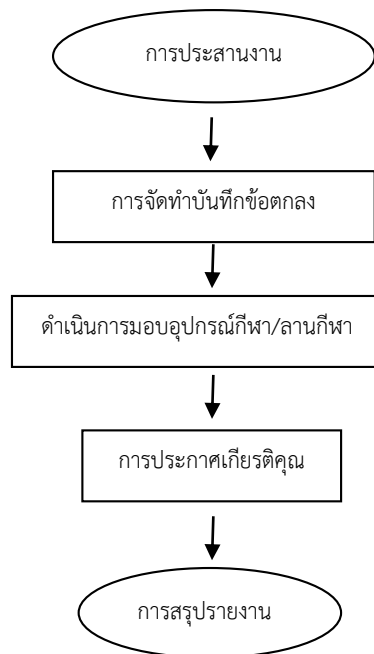 การประสานงาน
การจัดทำบันทึกข้อตกลง
ดำเนินการมอบอุปกรณ์กีฬา/ลานกีฬา
การประกาศเกียรติคุณ
การสรุปรายงาน